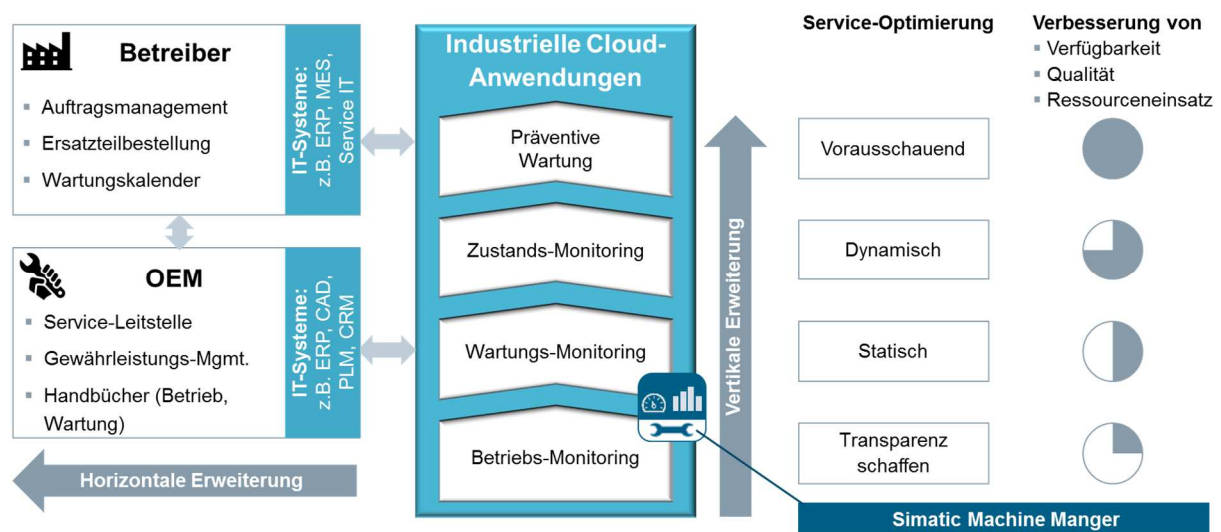 Betreiber
Auftragsmanagement
Ersatzteilbestellung
Wartungskalender
IT-Systeme:
z.B. ERP, MES,
Service IT
OEM
Service-Leitstelle
Gewährleistungs-Mgmt.
Handbücher (Betrieb,
Wartung)
IT-Systeme:
z.B. ERP, CAD,
PLM, CRM
Horizontale Erweiterung
Industrielle Cloud-
Anwendungen
Präventive
Wartung
Zustands-Monitoring
Wartungs-Monitoring
Betriebs-Monitoring
Vertikale Erweiterung
Service-Optimierung
Vorausschauend
Dynamisch
Statisch
Transparenz
schaffen
Verbesserung von
Verfügbarkeit
Qualität
Ressourceneinsatz
Simatic Machine Manger